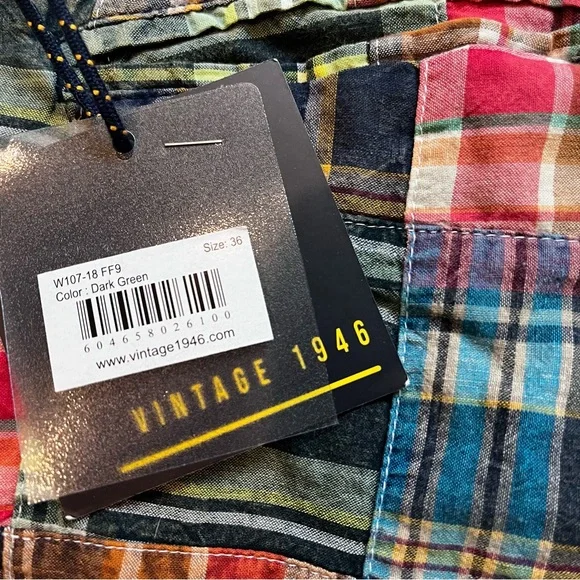 W107-18 FF9
Size: 36
Color : Dark Green
604658026100
www.vintage1946.com
VINTAGE 1946